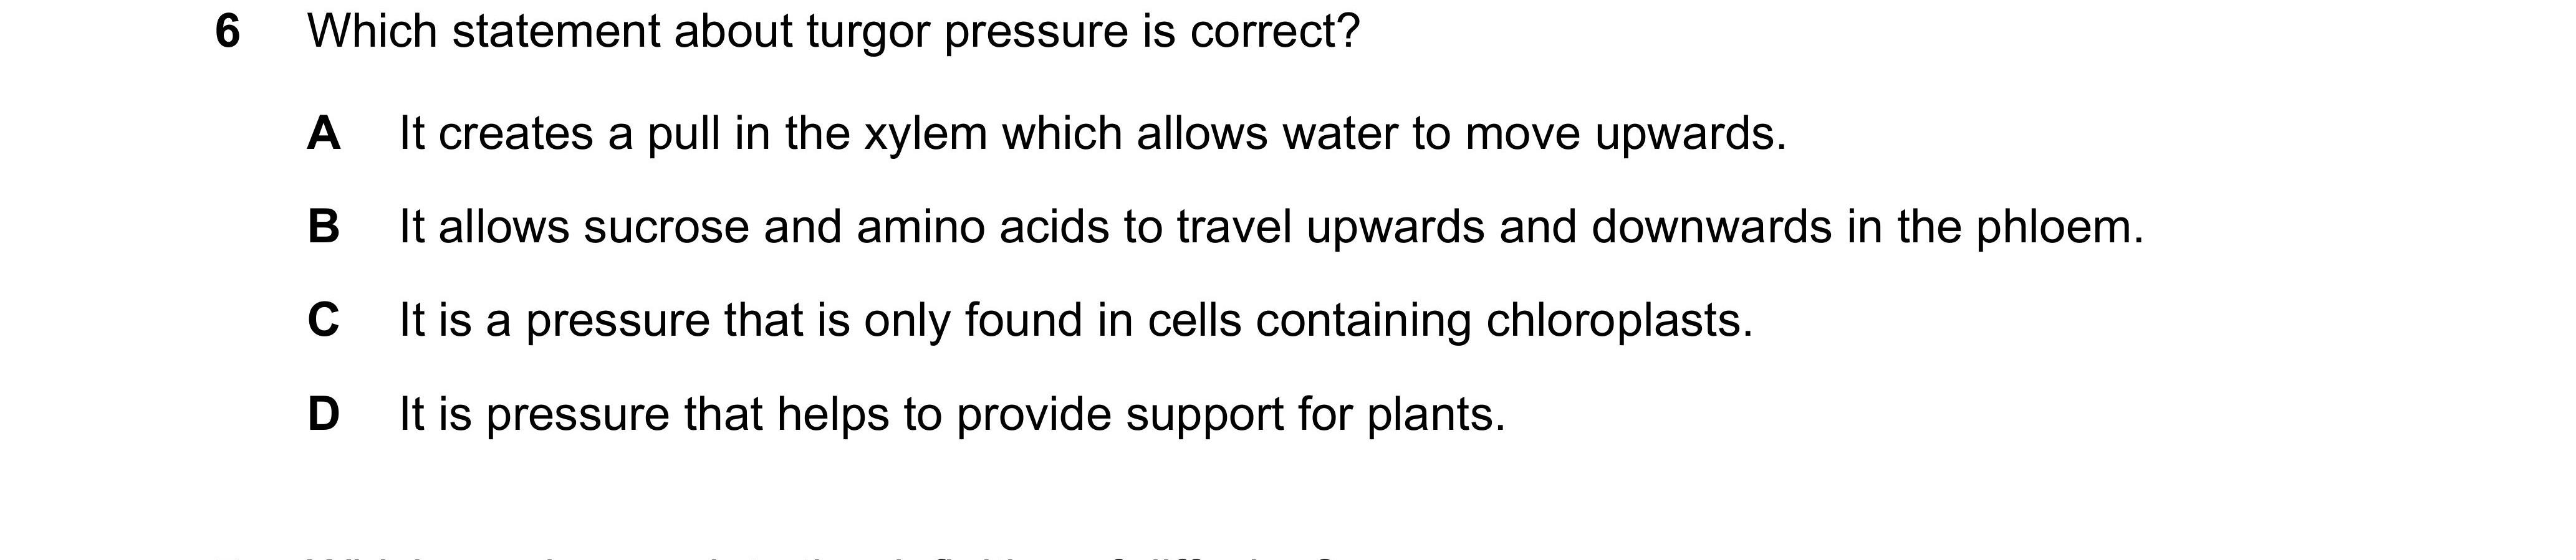 6 Which statement about turgor pressure is correct?
A It creates a pull in the xylem which allows water to move upwards.
B It allows sucrose and amino acids to travel upwards and downwards in the phloem.
C It is a pressure that is only found in cells containing chloroplasts.
D It is pressure that helps to provide support for plants.